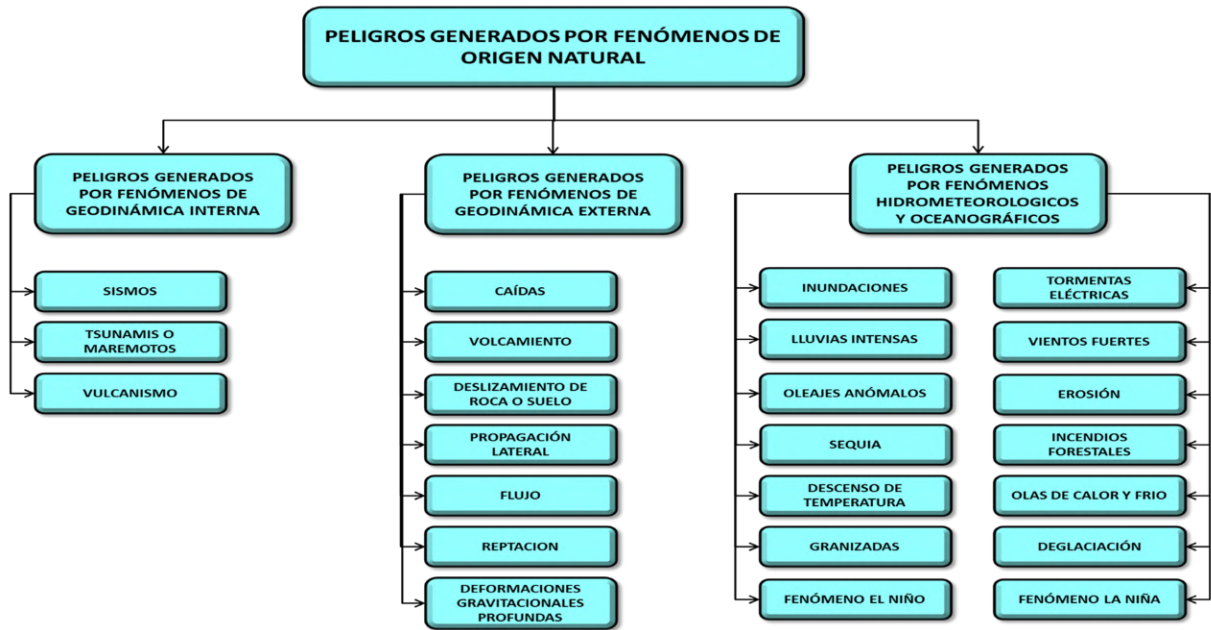 PELIGROS GENERADOS POR FENÓMENOS DE
ORIGEN NATURAL
PELIGROS GENERADOS
POR FENÓMENOS DE
GEODINÁMICA INTERNA
SISMOS
TSUNAMIS O
MAREMOTOS
VULCANISMO
PELIGROS GENERADOS
POR FENÓMENOS DE
GEODINÁMICA EXTERNA
CAÍDAS
VOLCAMIENTO
DESLIZAMIENTO DE
ROCA O SUELO
PROPAGACIÓN
LATERAL
FLUJO
REPTACION
DEFORMACIONES
GRAVITACIONALES
PROFUNDAS
PELIGROS GENERADOS
POR FENÓMENOS
HIDROMETEOROLOGICOS
Y OCEANOGRÁFICOS
INUNDACIONES
LLUVIAS INTENSAS
OLEAJES ANÓMALOS
SEQUIA
DESCENSO DE
TEMPERATURA
GRANIZADAS
FENÓMENO EL NIÑO
TORMENTAS
ELÉCTRICAS
VIENTOS FUERTES
EROSIÓN
INCENDIOS
FORESTALES
OLAS DE CALOR Y FRIO
DEGLACIACIÓN
FENÓMENO LA NIÑA